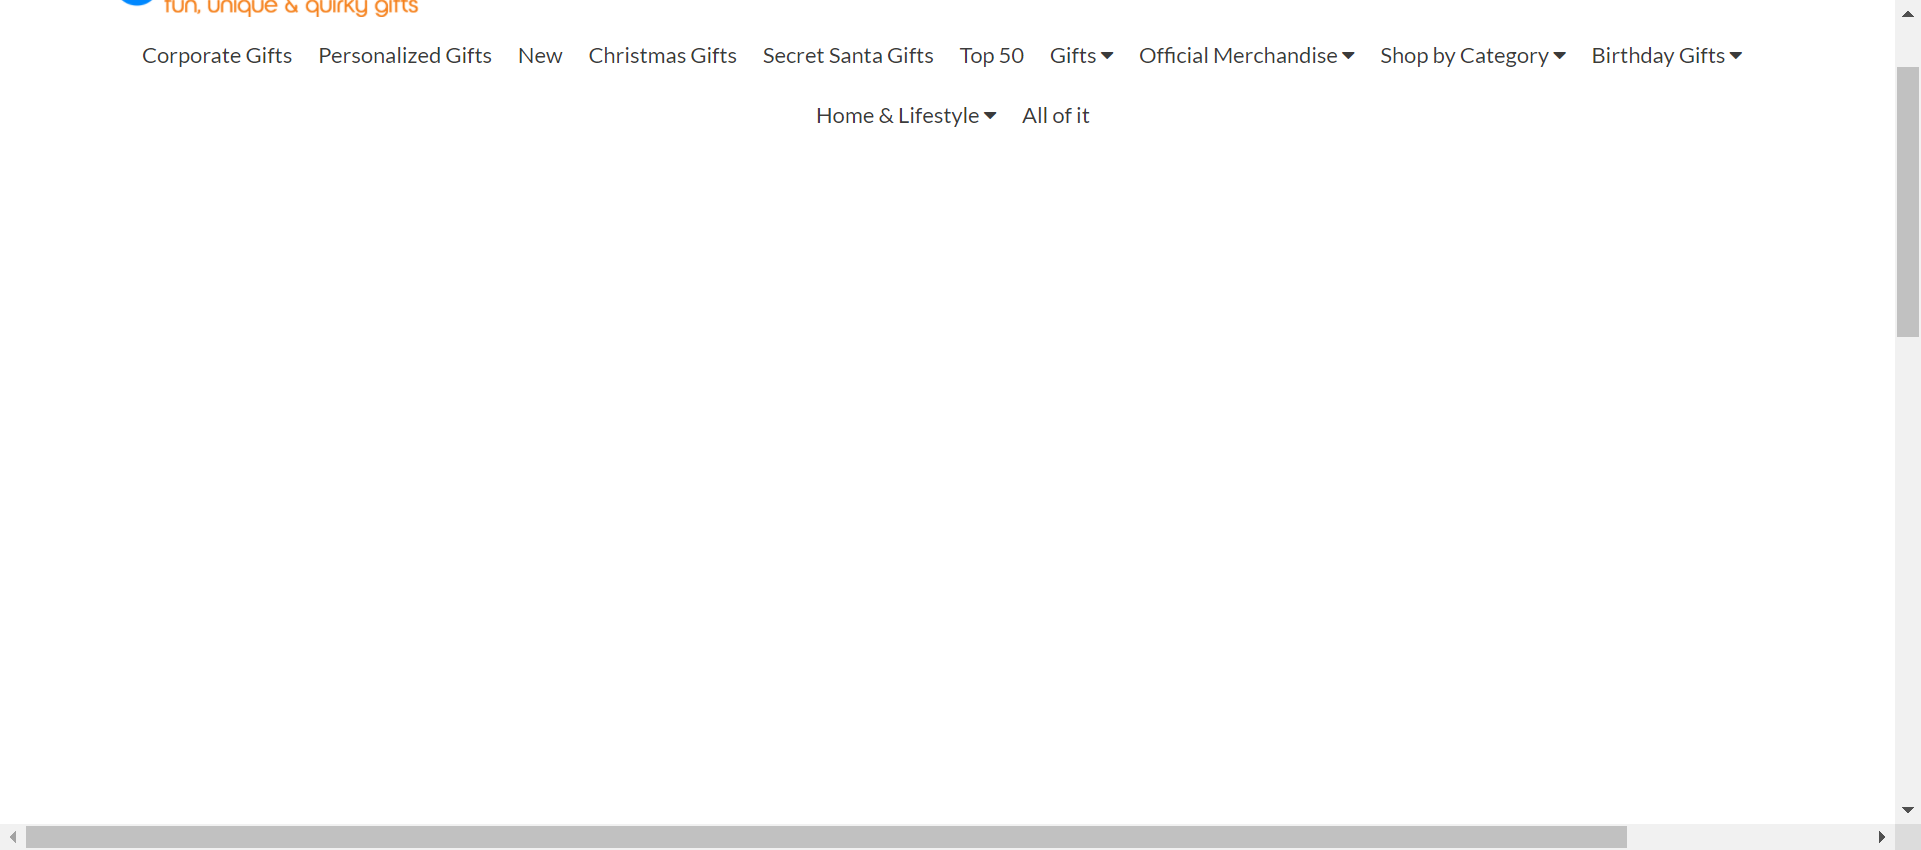 fun, unique & quirky gifts
Corporate Gifts Personalized Gifts New Christmas Gifts Secret Santa Gifts Top 50 Gifts Official Merchandise Shop by Category Birthday Gifts
Home & Lifestyle All of it